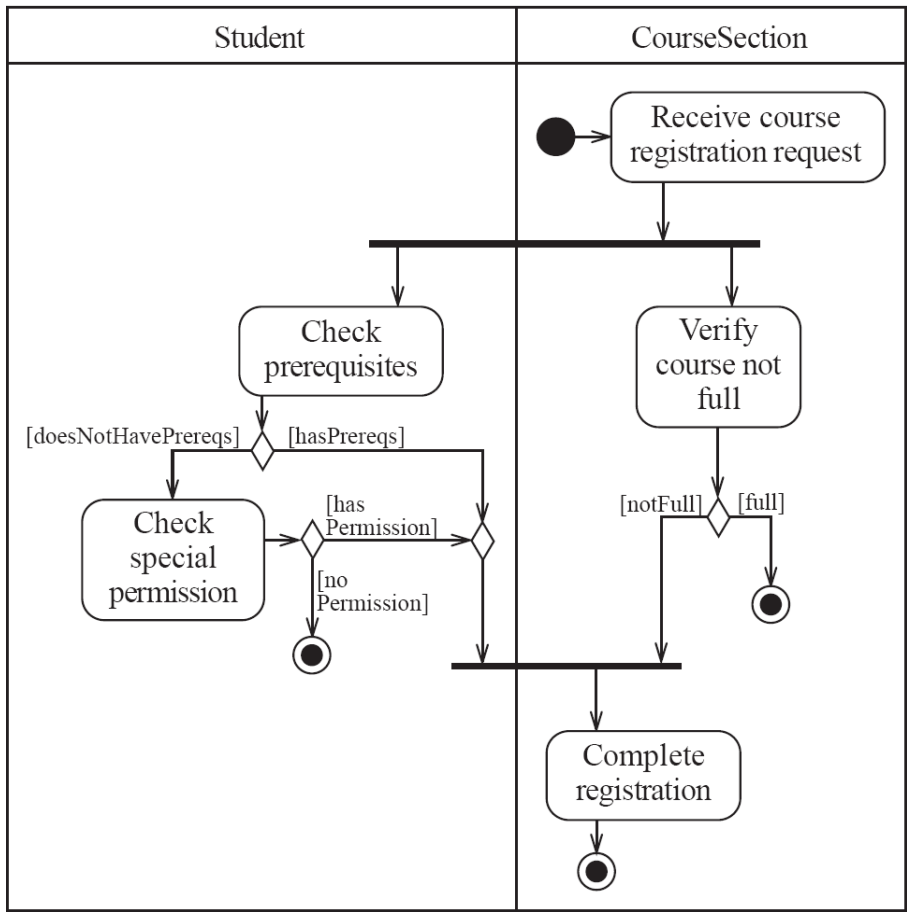 Student
CourseSection
Receive course
registration request
Check
prerequisites
Verify
course not
full
[doesNotHavePrereqs]
[hasPrereqs]
Check
special
permission
[has
Permission]
[no
Permission]
[notFull]
[full]
Complete
registration